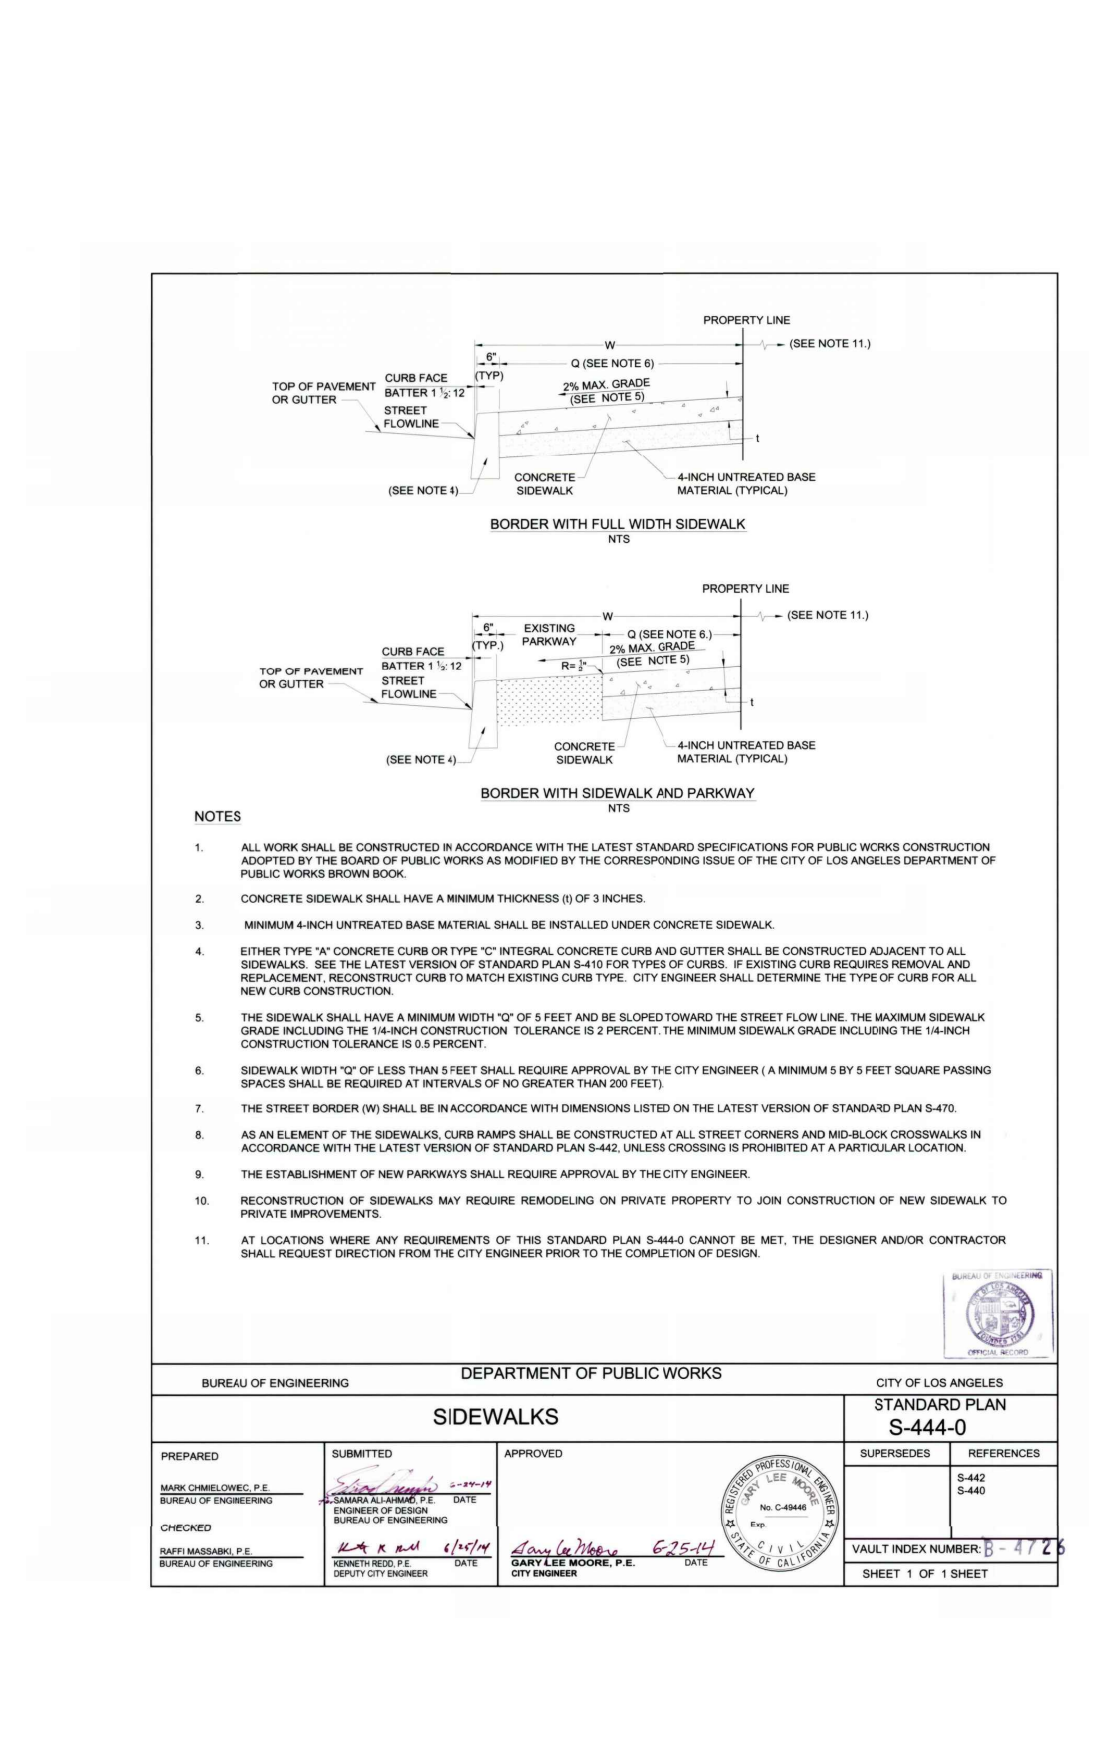 PROPERTY LINE
W
(SEE NOTE 11.)
6"
(TYP)
Q (SEE NOTE 6)
CURB FACE
BATTER 1 ½: 12
2% MAX. GRADE
(SEE NOTE 5)
TOP OF PAVEMENT
OR GUTTER
STREET
FLOWLINE
t
(SEE NOTE 4)
CONCRETE
SIDEWALK
4-INCH UNTREATED BASE
MATERIAL (TYPICAL)
BORDER WITH FULL WIDTH SIDEWALK
NTS
PROPERTY LINE
W
(SEE NOTE 11.)
6"
(TYP.)
EXISTING
PARKWAY
Q (SEE NOTE 6.)
CURB FACE
BATTER 1 ½: 12
2% MAX. GRADE
(SEE NOTE 5)
R= ½"
TOP OF PAVEMENT
OR GUTTER
STREET
FLOWLINE
t
(SEE NOTE 4)
CONCRETE
SIDEWALK
4-INCH UNTREATED BASE
MATERIAL (TYPICAL)
BORDER WITH SIDEWALK AND PARKWAY
NTS
NOTES
1. ALL WORK SHALL BE CONSTRUCTED IN ACCORDANCE WITH THE LATEST STANDARD SPECIFICATIONS FOR PUBLIC WORKS CONSTRUCTION
ADOPTED BY THE BOARD OF PUBLIC WORKS AS MODIFIED BY THE CORRESPONDING ISSUE OF THE CITY OF LOS ANGELES DEPARTMENT OF
PUBLIC WORKS BROWN BOOK.
2. CONCRETE SIDEWALK SHALL HAVE A MINIMUM THICKNESS (t) OF 3 INCHES.
3. MINIMUM 4-INCH UNTREATED BASE MATERIAL SHALL BE INSTALLED UNDER CONCRETE SIDEWALK.
4. EITHER TYPE "A" CONCRETE CURB OR TYPE "C" INTEGRAL CONCRETE CURB AND GUTTER SHALL BE CONSTRUCTED ADJACENT TO ALL
SIDEWALKS. SEE THE LATEST VERSION OF STANDARD PLAN S-410 FOR TYPES OF CURBS. IF EXISTING CURB REQUIRES REMOVAL AND
REPLACEMENT, RECONSTRUCT CURB TO MATCH EXISTING CURB TYPE. CITY ENGINEER SHALL DETERMINE THE TYPE OF CURB FOR ALL
NEW CURB CONSTRUCTION.
5. THE SIDEWALK SHALL HAVE A MINIMUM WIDTH "Q" OF 5 FEET AND BE SLOPED TOWARD THE STREET FLOW LINE. THE MAXIMUM SIDEWALK
GRADE INCLUDING THE 1/4-INCH CONSTRUCTION TOLERANCE IS 2 PERCENT. THE MINIMUM SIDEWALK GRADE INCLUDING THE 1/4-INCH
CONSTRUCTION TOLERANCE IS 0.5 PERCENT.
6. SIDEWALK WIDTH "Q" OF LESS THAN 5 FEET SHALL REQUIRE APPROVAL BY THE CITY ENGINEER ( A MINIMUM 5 BY 5 FEET SQUARE PASSING
SPACES SHALL BE REQUIRED AT INTERVALS OF NO GREATER THAN 200 FEET).
7. THE STREET BORDER (W) SHALL BE IN ACCORDANCE WITH DIMENSIONS LISTED ON THE LATEST VERSION OF STANDARD PLAN S-470.
8. AS AN ELEMENT OF THE SIDEWALKS, CURB RAMPS SHALL BE CONSTRUCTED AT ALL STREET CORNERS AND MID-BLOCK CROSSWALKS IN
ACCORDANCE WITH THE LATEST VERSION OF STANDARD PLAN S-442, UNLESS CROSSING IS PROHIBITED AT A PARTICULAR LOCATION.
9. THE ESTABLISHMENT OF NEW PARKWAYS SHALL REQUIRE APPROVAL BY THE CITY ENGINEER.
10. RECONSTRUCTION OF SIDEWALKS MAY REQUIRE REMODELING ON PRIVATE PROPERTY TO JOIN CONSTRUCTION OF NEW SIDEWALK TO
PRIVATE IMPROVEMENTS.
11. AT LOCATIONS WHERE ANY REQUIREMENTS OF THIS STANDARD PLAN S-444-0 CANNOT BE MET, THE DESIGNER AND/OR CONTRACTOR
SHALL REQUEST DIRECTION FROM THE CITY ENGINEER PRIOR TO THE COMPLETION OF DESIGN.
BUREAU OF ENGINEERING
CITY OF LOS ANGELES
FOUNDED 1781
OFFICIAL RECORD
BUREAU OF ENGINEERING
DEPARTMENT OF PUBLIC WORKS
CITY OF LOS ANGELES
SIDEWALKS
STANDARD PLAN
S-444-0
PREPARED
MARK CHMIELOWEC, P.E.
BUREAU OF ENGINEERING
CHECKED
RAFFI MASSABKI, P.E.
BUREAU OF ENGINEERING
SUBMITTED
6-24-14
SAMARA ALI-AHMAD, P.E. DATE
ENGINEER OF DESIGN
BUREAU OF ENGINEERING
6/25/14
KENNETH REDD, P.E. DATE
DEPUTY CITY ENGINEER
APPROVED
Gary Lee Moore 6-25-14
GARY LEE MOORE, P.E. DATE
CITY ENGINEER
REGISTERED PROFESSIONAL ENGINEER
GARY LEE MOORE
No. C-49446
Exp.
CIVIL
STATE OF CALIFORNIA
SUPERSEDES
REFERENCES
S-442
S-440
VAULT INDEX NUMBER: B-4726
SHEET 1 OF 1 SHEET